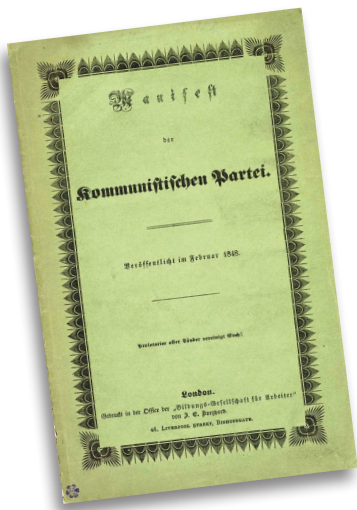 Manifest
der
Kommunistischen Partei.
Veröffentlicht im Februar 1848.
Proletarier aller Länder vereinigt Euch!
London.
Gedruckt in der Office der „Bildungs-Gesellschaft für Arbeiter"
von J. E. Burghard.
46, Liverpool Street, Bishopsgate.